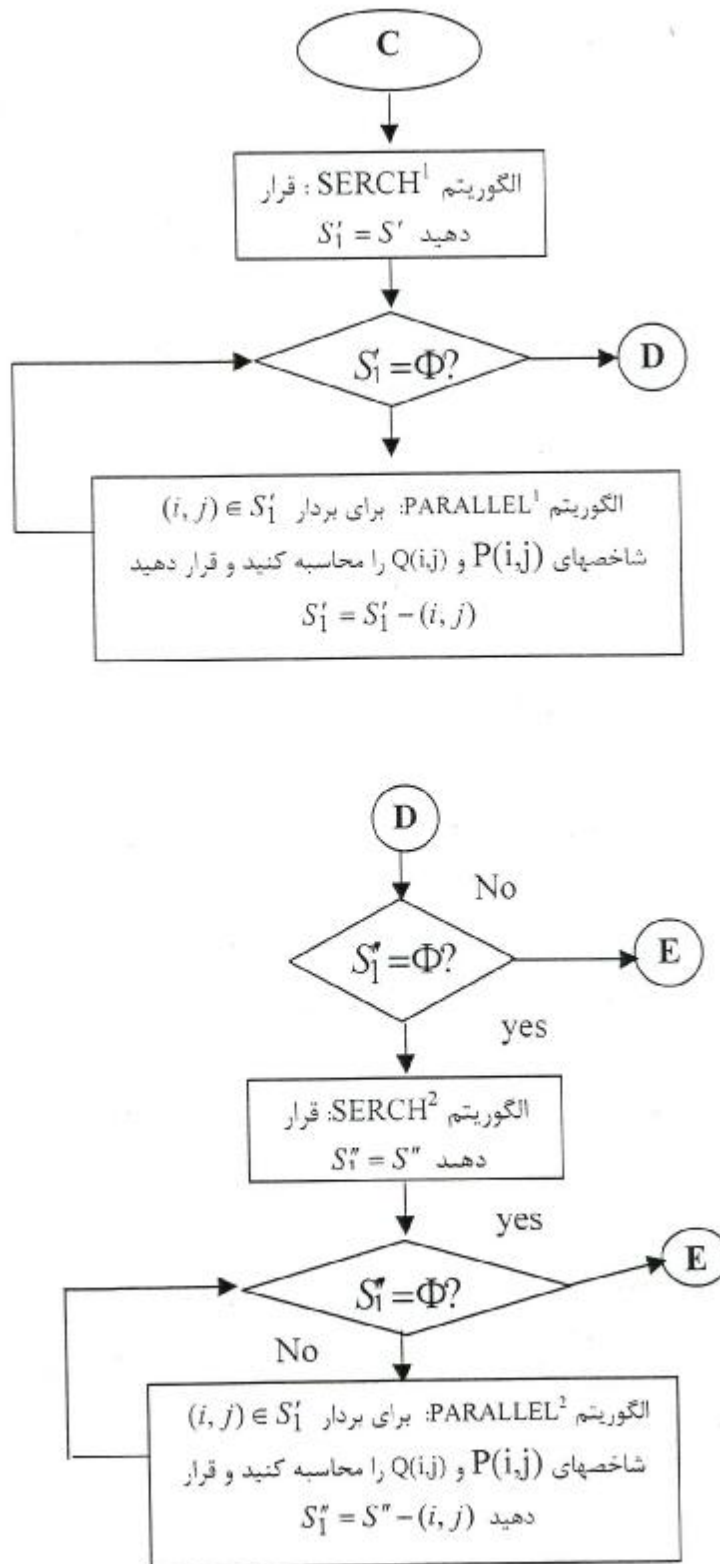 C
الگوریتم SERCH¹ : قرار
دهید S′₁ = S′
S′₁ = Φ?
D
الگوریتم PARALLEL¹: برای بردار (i, j) ∈ S′₁
شاخصهای P(i,j) و Q(i,j) را محاسبه کنید و قرار دهید
S′₁ = S′₁ − (i, j)
D
No
S″₁ = Φ?
E
yes
الگوریتم SERCH²: قرار
دهید S″₁ = S″
yes
S″₁ = Φ?
E
No
الگوریتم PARALLEL²: برای بردار (i, j) ∈ S′₁
شاخصهای P(i,j) و Q(i,j) را محاسبه کنید و قرار
دهید S″₁ = S″ − (i, j)